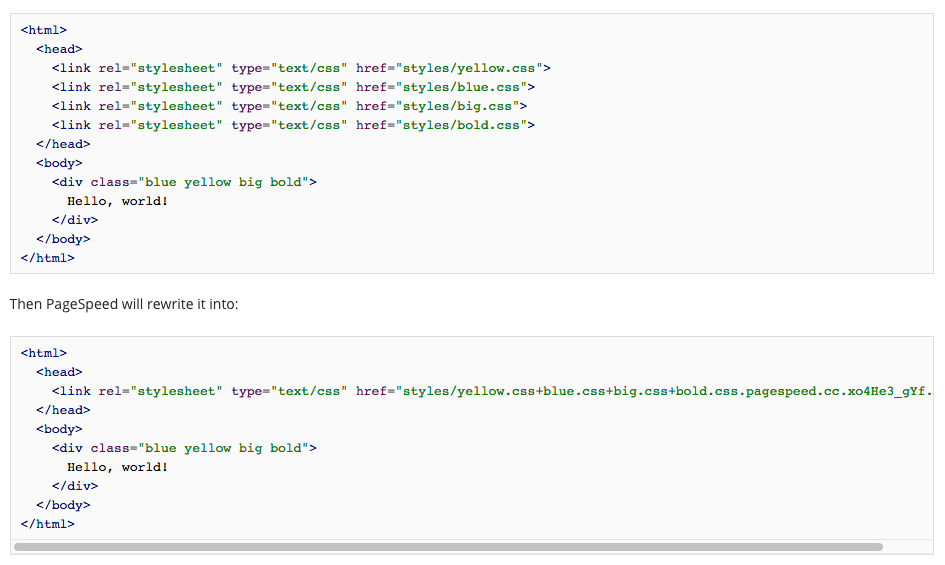 <html>
  <head>
    <link rel="stylesheet" type="text/css" href="styles/yellow.css">
    <link rel="stylesheet" type="text/css" href="styles/blue.css">
    <link rel="stylesheet" type="text/css" href="styles/big.css">
    <link rel="stylesheet" type="text/css" href="styles/bold.css">
  </head>
  <body>
    <div class="blue yellow big bold">
      Hello, world!
    </div>
  </body>
</html>
Then PageSpeed will rewrite it into:
<html>
  <head>
    <link rel="stylesheet" type="text/css" href="styles/yellow.css+blue.css+big.css+bold.css.pagespeed.cc.xo4He3_gYf.
  </head>
  <body>
    <div class="blue yellow big bold">
      Hello, world!
    </div>
  </body>
</html>